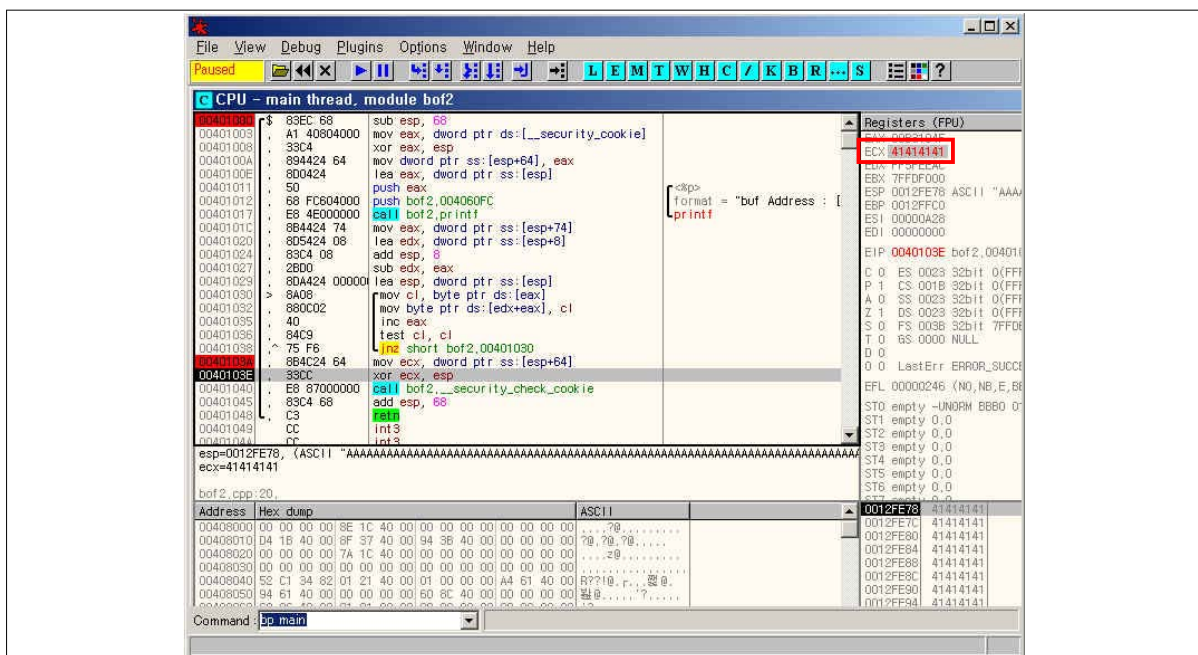 File View Debug Plugins Options Window Help
Paused L E M T W H C / K B R ... S ?
C CPU - main thread, module bof2
00401000 $ 83EC 68 sub esp, 68
00401003 . A1 40804000 mov eax, dword ptr ds:[__security_cookie]
00401008 . 33C4 xor eax, esp
0040100A . 894424 64 mov dword ptr ss:[esp+64], eax
0040100E . 8D0424 lea eax, dword ptr ss:[esp]
00401011 . 50 push eax <%p>
00401012 . 68 FC604000 push bof2.004060FC format = "buf Address : [
00401017 . E8 4E000000 call bof2.printf printf
0040101C . 8B4424 74 mov eax, dword ptr ss:[esp+74]
00401020 . 8D5424 08 lea edx, dword ptr ss:[esp+8]
00401024 . 83C4 08 add esp, 8
00401027 . 2BD0 sub edx, eax
00401029 . 8DA424 000000 lea esp, dword ptr ss:[esp]
00401030 > 8A08 mov cl, byte ptr ds:[eax]
00401032 . 880C02 mov byte ptr ds:[edx+eax], cl
00401035 . 40 inc eax
00401036 . 84C9 test cl, cl
00401038 .^ 75 F6 jnz short bof2.00401030
0040103A . 8B4C24 64 mov ecx, dword ptr ss:[esp+64]
0040103E . 33CC xor ecx, esp
00401040 . E8 87000000 call bof2.__security_check_cookie
00401045 . 83C4 68 add esp, 68
00401048 . C3 retn
00401049 CC int3
0040104A CC int3
Registers (FPU)
ECX 41414141
EBX 7FFDF000
ESP 0012FE78 ASCII "AAAA
EBP 0012FFC0
ESI 00000A28
EDI 00000000
EIP 0040103E bof2.004010
C 0 ES 0023 32bit 0(FFF
P 1 CS 001B 32bit 0(FFF
A 0 SS 0023 32bit 0(FFF
Z 1 DS 0023 32bit 0(FFF
S 0 FS 003B 32bit 7FFDE
T 0 GS 0000 NULL
D 0
O 0 LastErr ERROR_SUCCE
EFL 00000246 (NO,NB,E,BE
ST0 empty -UNORM BBB0 01
ST1 empty 0.0
ST2 empty 0.0
ST3 empty 0.0
ST4 empty 0.0
ST5 empty 0.0
ST6 empty 0.0
ST7 empty 0.0
esp=0012FE78, (ASCII
ecx=41414141
bof2.cpp:20.
Address Hex dump ASCII
00408000 00 00 00 00 8E 1C 40 00 00 00 00 00 00 00 00 00
00408010 D4 1B 40 00 8F 37 40 00 94 3B 40 00 00 00 00 00
00408020 00 00 00 00 7A 1C 40 00 00 00 00 00 00 00 00 00
00408030 00 00 00 00 00 00 00 00 00 00 00 00 00 00 00 00
00408040 52 C1 34 82 01 21 40 00 01 00 00 00 A4 61 40 00
00408050 94 61 40 00 00 00 00 00 60 8C 40 00 00 00 00 00
0012FE78 41414141
0012FE7C 41414141
0012FE80 41414141
0012FE84 41414141
0012FE88 41414141
0012FE8C 41414141
0012FE90 41414141
0012FE94 41414141
Command : bp main